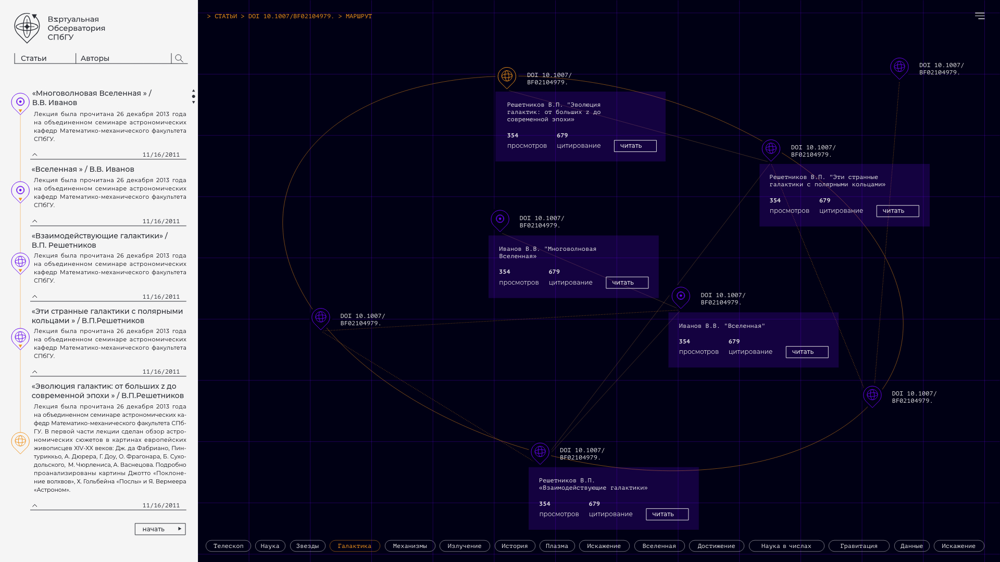 Вэртуальная
Обсерватория
СПбГУ
Статьи
Авторы
«Многоволновая Вселенная » /
В.В. Иванов
Лекция была прочитана 26 декабря 2013 года
на объединенном семинаре астрономических
кафедр Математико-механического факультета
СПбГУ.
11/16/2011
«Вселенная » / В.В. Иванов
Лекция была прочитана 26 декабря 2013 года
на объединенном семинаре астрономических
кафедр Математико-механического факультета
СПбГУ.
11/16/2011
«Взаимодействующие галактики» /
В.П. Решетников
Лекция была прочитана 26 декабря 2013 года
на объединенном семинаре астрономических
кафедр Математико-механического факультета
СПбГУ.
11/16/2011
«Эти странные галактики с полярными
кольцами » / В.П.Решетников
Лекция была прочитана 26 декабря 2013 года
на объединенном семинаре астрономических
кафедр Математико-механического факультета
СПбГУ.
11/16/2011
«Эволюция галактик: от больших z до
современной эпохи » / В.П.Решетников
Лекция была прочитана 26 декабря 2013 года
на объединенном семинаре астрономических ка-
федр Математико-механического факультета СПб-
ГУ. В первой части лекции сделан обзор астро-
номических сюжетов в картинах европейских
живописцев XIV-XX веков: Дж. да Фабриано, Пин-
туриккьо, А. Дюрера, Г. Доу, О. Фрагонара, Б. Сухо-
дольского, М. Чюрлениса, А. Васнецова. Подробно
проанализированы картины Джотто «Поклоне-
ние волхвов», Х. Гольбейна «Послы» и Я. Вермеера
«Астроном».
11/16/2011
начать
> СТАТЬИ > DOI 10.1007/BF02104979. > МАРШРУТ
DOI 10.1007/
BF02104979.
DOI 10.1007/
BF02104979.
Решетников В.П. "Эволюция
галактик: от больших z до
современной эпохи»
354
679
просмотров
цитирование
читать
DOI 10.1007/
BF02104979.
Решетников В.П. "Эти странные
галактики с полярными кольцами»
354
679
просмотров
цитирование
читать
DOI 10.1007/
BF02104979.
Иванов В.В. "Многоволновая
Вселенная»
354
679
просмотров
цитирование
читать
DOI 10.1007/
BF02104979.
Иванов В.В. "Вселенная"
354
679
просмотров
цитирование
читать
DOI 10.1007/
BF02104979.
DOI 10.1007/
BF02104979.
DOI 10.1007/
BF02104979.
Решетников В.П.
«Взаимодействующие галактики»
354
679
просмотров
цитирование
читать
Телескоп
Наука
Звезды
Галактика
Механизмы
Излучение
История
Плазма
Искажение
Вселенная
Достижение
Наука в числах
Гравитация
Данные
Искажение